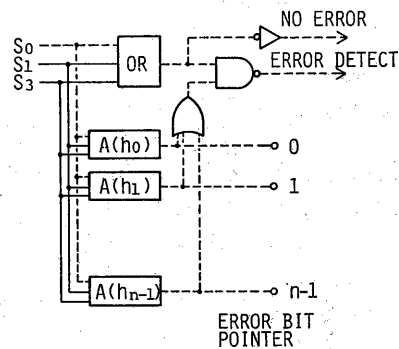 NO ERROR
S0
S1
OR
ERROR DETECT
S3
A(h0)
0
A(h1)
1
A(hn-1)
n-1
ERROR BIT
POINTER